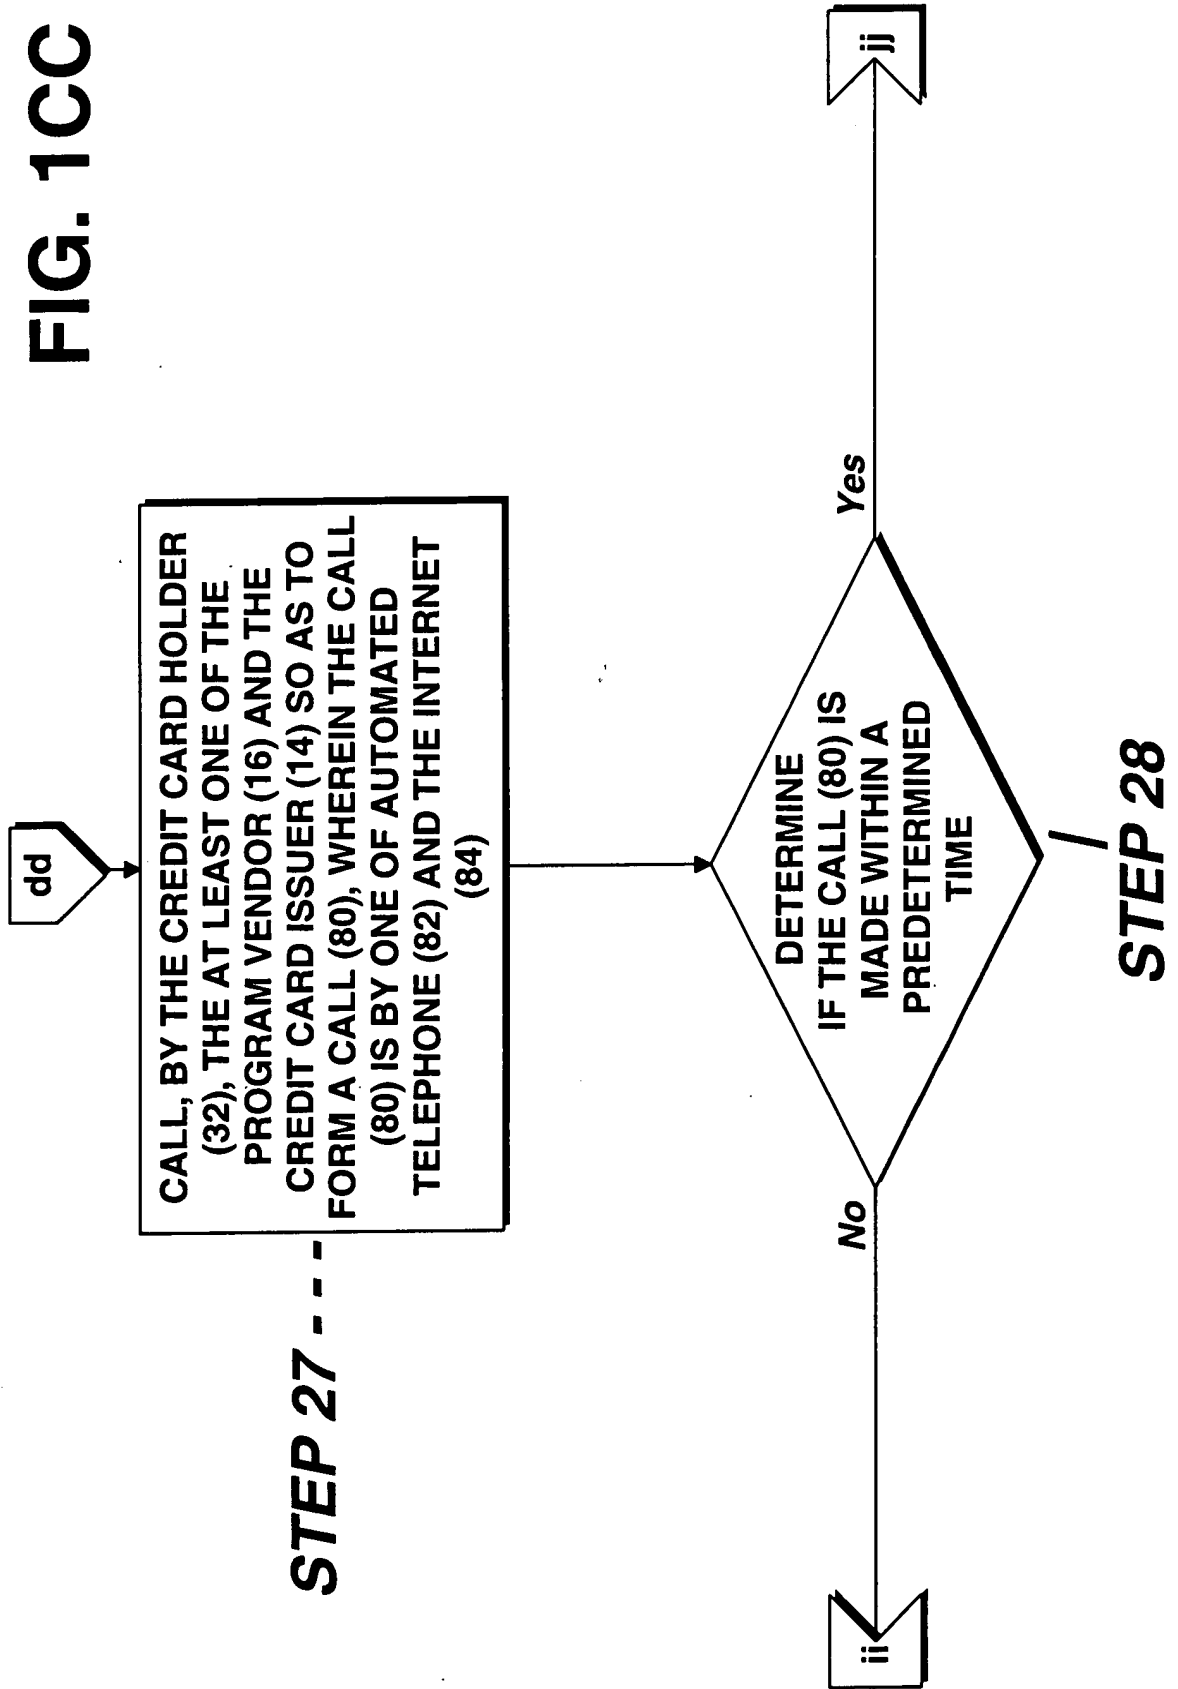 FIG. 1CC
dd
CALL, BY THE CREDIT CARD HOLDER
(32), THE AT LEAST ONE OF THE
PROGRAM VENDOR (16) AND THE
CREDIT CARD ISSUER (14) SO AS TO
FORM A CALL (80), WHEREIN THE CALL
(80) IS BY ONE OF AUTOMATED
TELEPHONE (82) AND THE INTERNET
(84)
STEP 27 - - -
DETERMINE
IF THE CALL (80) IS
MADE WITHIN A
PREDETERMINED
TIME
No
Yes
ii
jj
STEP 28